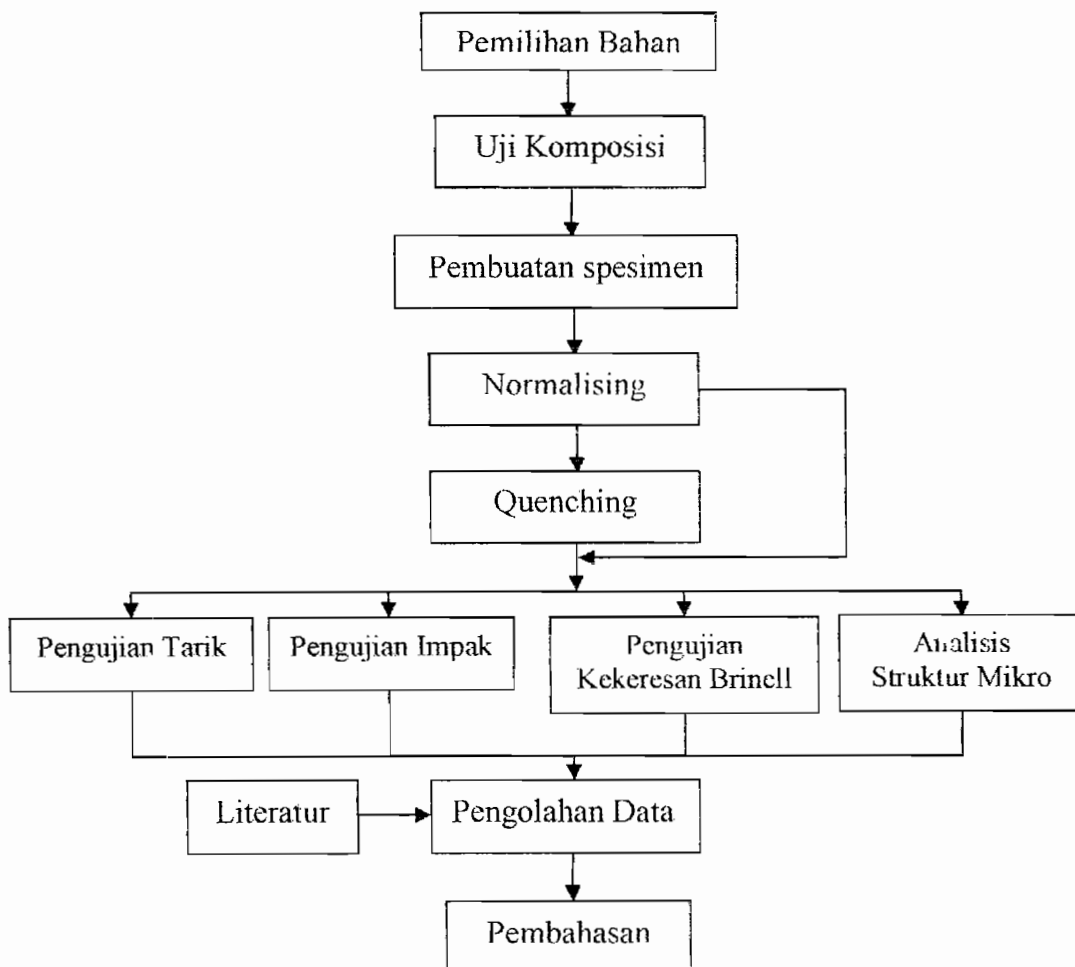 Pemilihan Bahan
Uji Komposisi
Pembuatan spesimen
Normalising
Quenching
Pengujian Tarik
Pengujian Impak
Pengujian
Kekeresan Brinell
Analisis
Struktur Mikro
Literatur
Pengolahan Data
Pembahasan